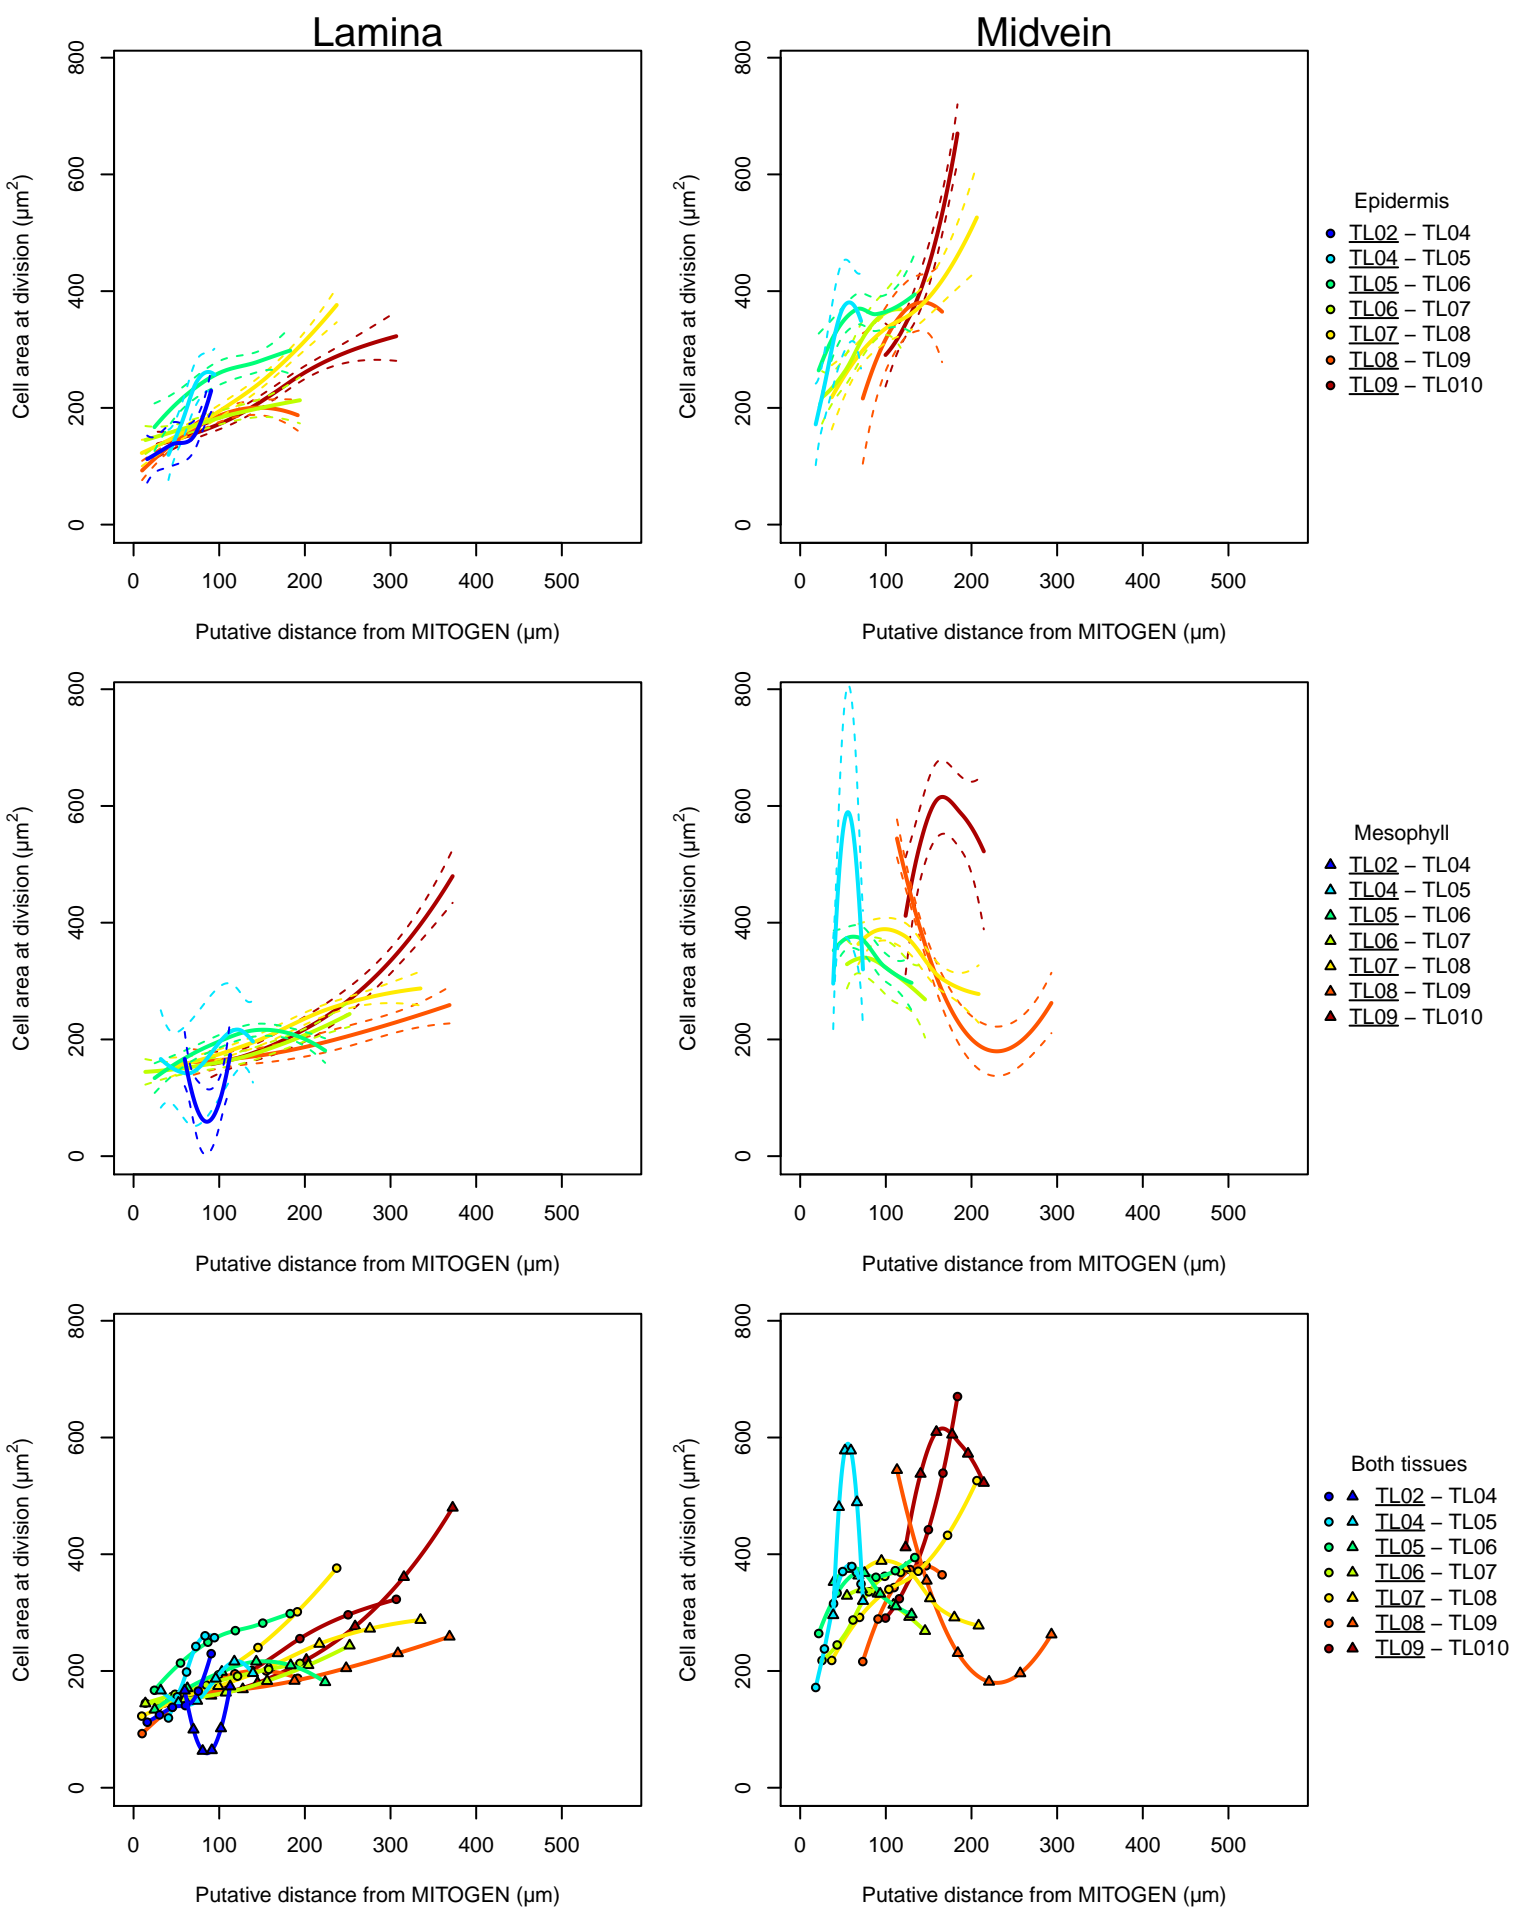 Lamina
Midvein
Cell area at division (µm²)
0 200 400 600 800
0 100 200 300 400 500
Putative distance from MITOGEN (µm)
Cell area at division (µm²)
0 200 400 600 800
0 100 200 300 400 500
Putative distance from MITOGEN (µm)
Epidermis
TL02 – TL04
TL04 – TL05
TL05 – TL06
TL06 – TL07
TL07 – TL08
TL08 – TL09
TL09 – TL010
Cell area at division (µm²)
0 200 400 600 800
0 100 200 300 400 500
Putative distance from MITOGEN (µm)
Cell area at division (µm²)
0 200 400 600 800
0 100 200 300 400 500
Putative distance from MITOGEN (µm)
Mesophyll
TL02 – TL04
TL04 – TL05
TL05 – TL06
TL06 – TL07
TL07 – TL08
TL08 – TL09
TL09 – TL010
Cell area at division (µm²)
0 200 400 600 800
0 100 200 300 400 500
Putative distance from MITOGEN (µm)
Cell area at division (µm²)
0 200 400 600 800
0 100 200 300 400 500
Putative distance from MITOGEN (µm)
Both tissues
TL02 – TL04
TL04 – TL05
TL05 – TL06
TL06 – TL07
TL07 – TL08
TL08 – TL09
TL09 – TL010